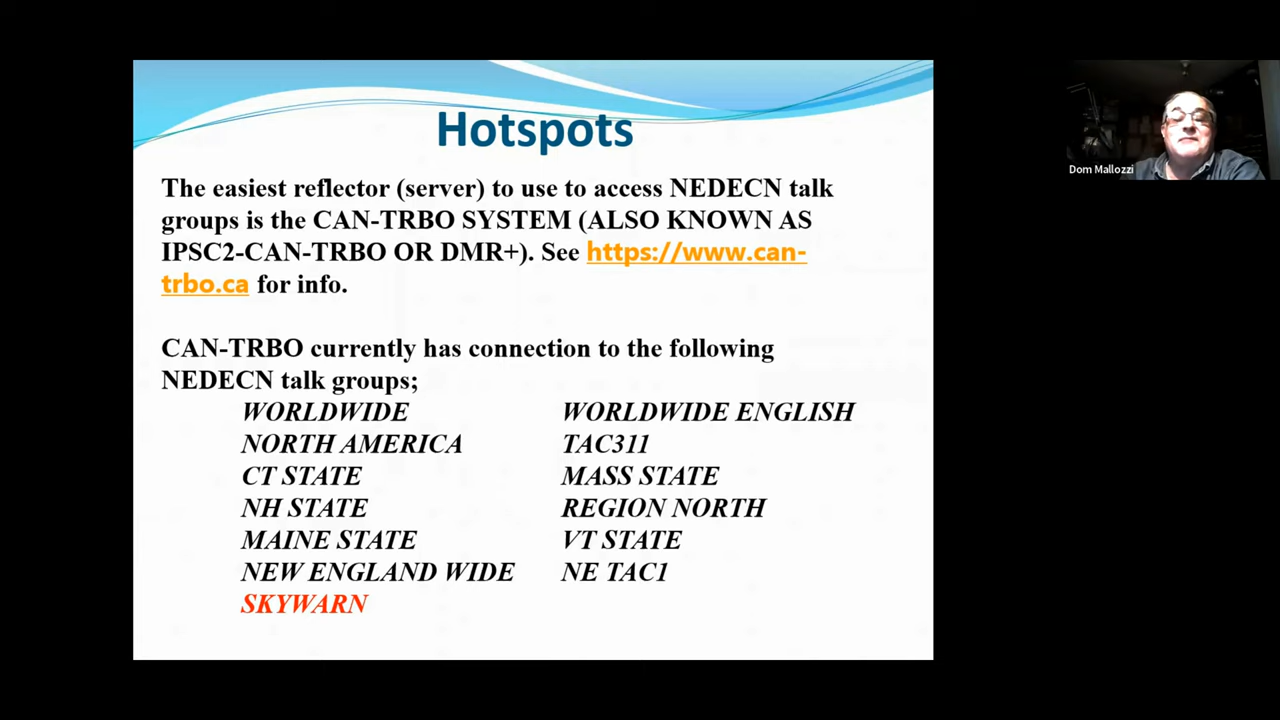 Hotspots
The easiest reflector (server) to use to access NEDECN talk
groups is the CAN-TRBO SYSTEM (ALSO KNOWN AS
IPSC2-CAN-TRBO OR DMR+). See https://www.can-
trbo.ca for info.
CAN-TRBO currently has connection to the following
NEDECN talk groups;
WORLDWIDE WORLDWIDE ENGLISH
NORTH AMERICA TAC311
CT STATE MASS STATE
NH STATE REGION NORTH
MAINE STATE VT STATE
NEW ENGLAND WIDE NE TAC1
SKYWARN
Dom Mallozzi